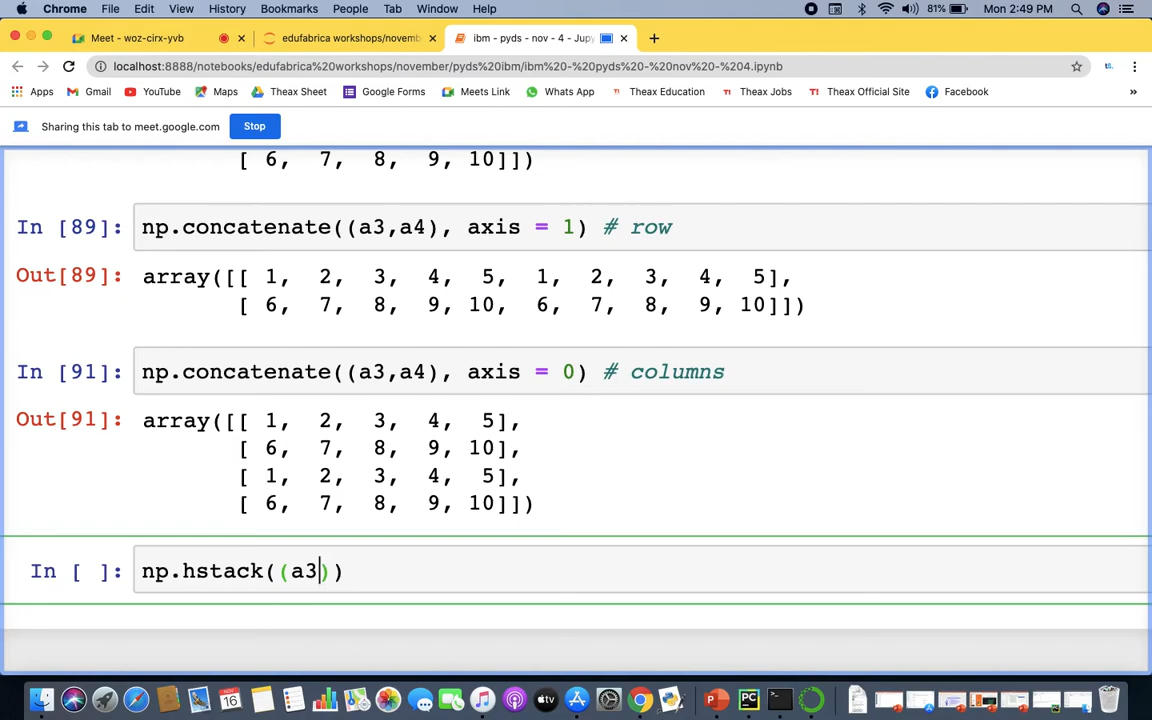 Chrome File Edit View History Bookmarks People Tab Window Help 81% Mon 2:49 PM
Meet - woz-cirx-yvb edufabrica workshops/novemb ibm - pyds - nov - 4 - Jupy
localhost:8888/notebooks/edufabrica%20workshops/november/pyds%20ibm/ibm%20-%20pyds%20-%20nov%20-%204.ipynb
Apps Gmail YouTube Maps Theax Sheet Google Forms Meets Link Whats App Theax Education Theax Jobs Theax Official Site Facebook »
Sharing this tab to meet.google.com Stop
[ 6, 7, 8, 9, 10]])
In [89]: np.concatenate((a3,a4), axis = 1) # row
Out[89]: array([[ 1, 2, 3, 4, 5, 1, 2, 3, 4, 5],
[ 6, 7, 8, 9, 10, 6, 7, 8, 9, 10]])
In [91]: np.concatenate((a3,a4), axis = 0) # columns
Out[91]: array([[ 1, 2, 3, 4, 5],
[ 6, 7, 8, 9, 10],
[ 1, 2, 3, 4, 5],
[ 6, 7, 8, 9, 10]])
In [ ]: np.hstack((a3))